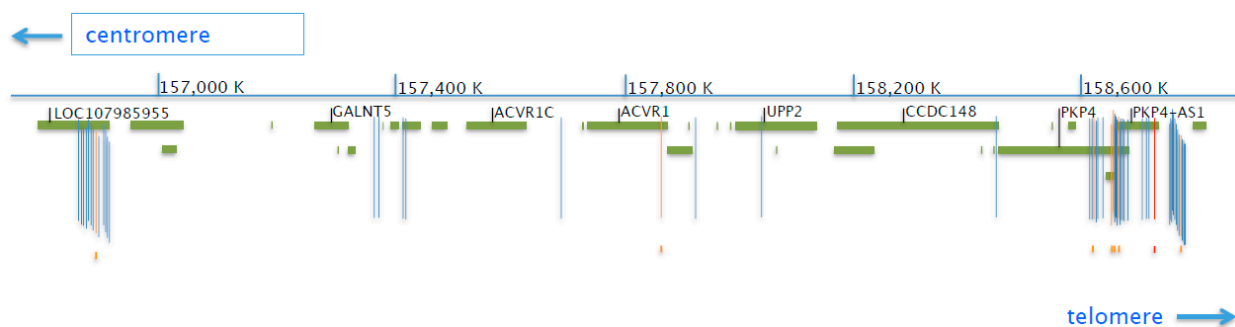 centromere
157,000 K 157,400 K 157,800 K 158,200 K 158,600 K
LOC107985955 GALNT5 ACVR1C ACVR1 UPP2 CCDC148 PKP4 PKP4+AS1
telomere